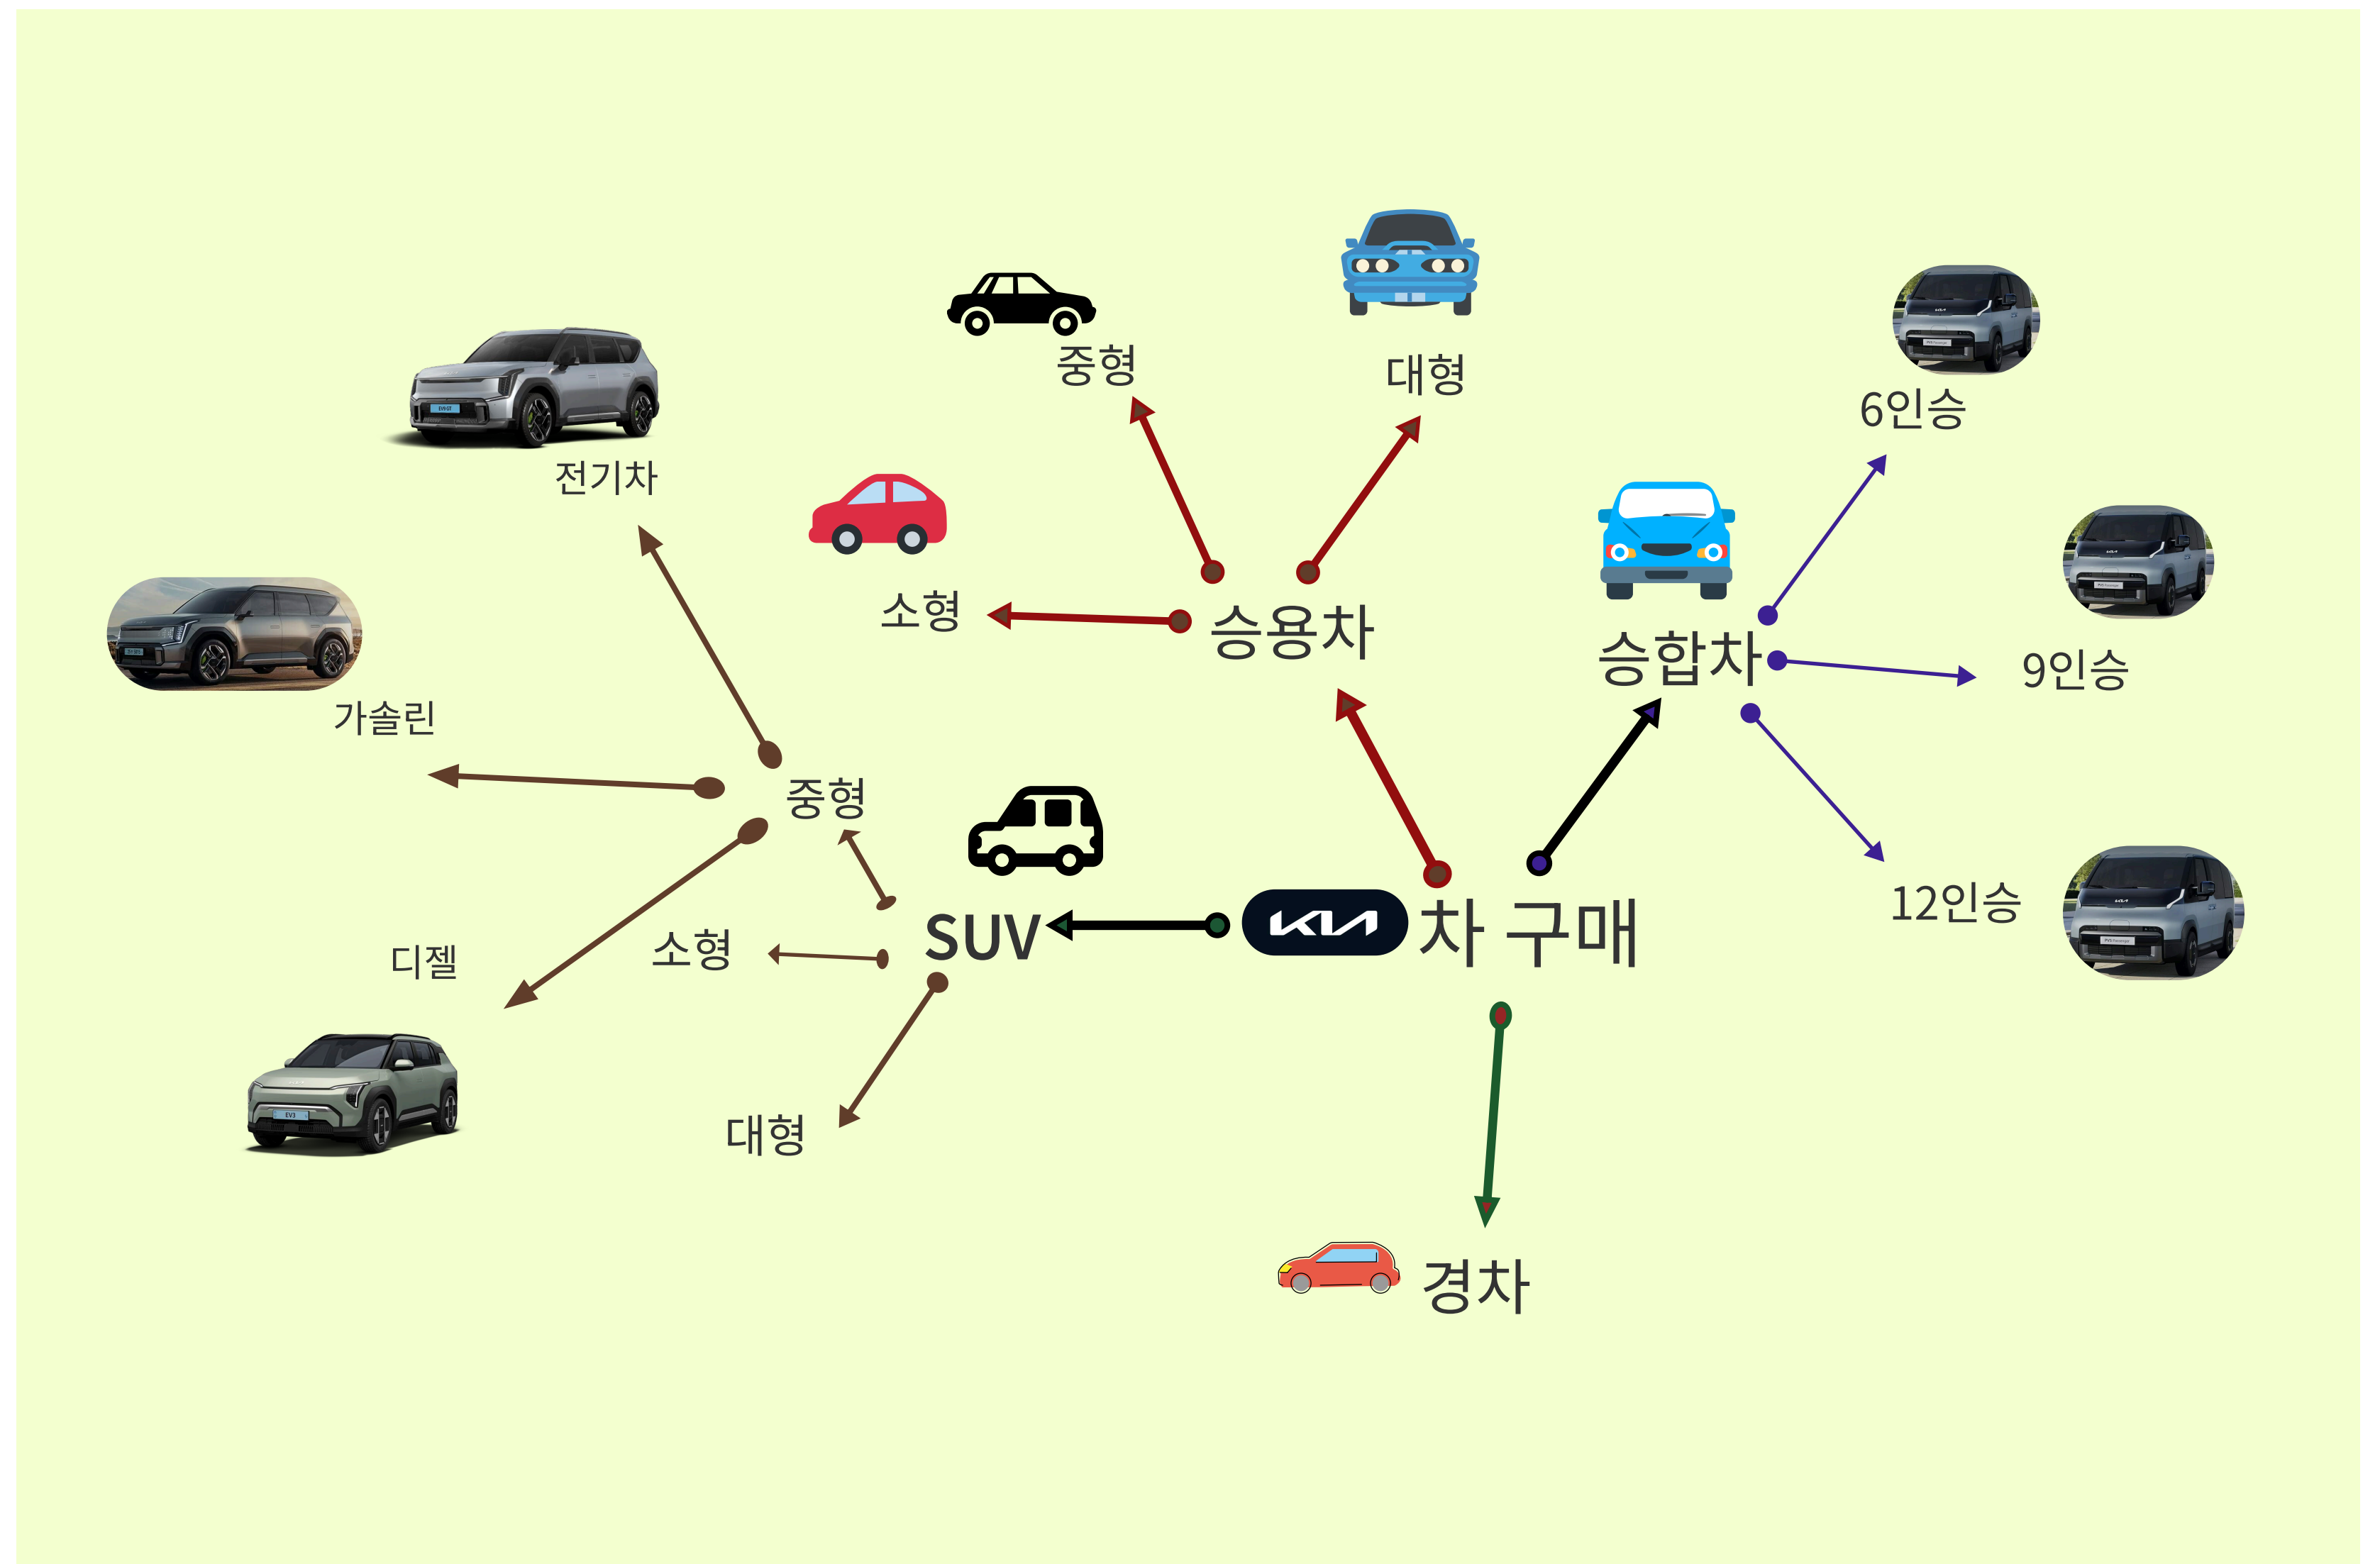 중형
대형
6인승
전기차
소형
승용차
승합차
9인승
가솔린
중형
SUV
KIA 차 구매
12인승
디젤
소형
대형
경차
EV3